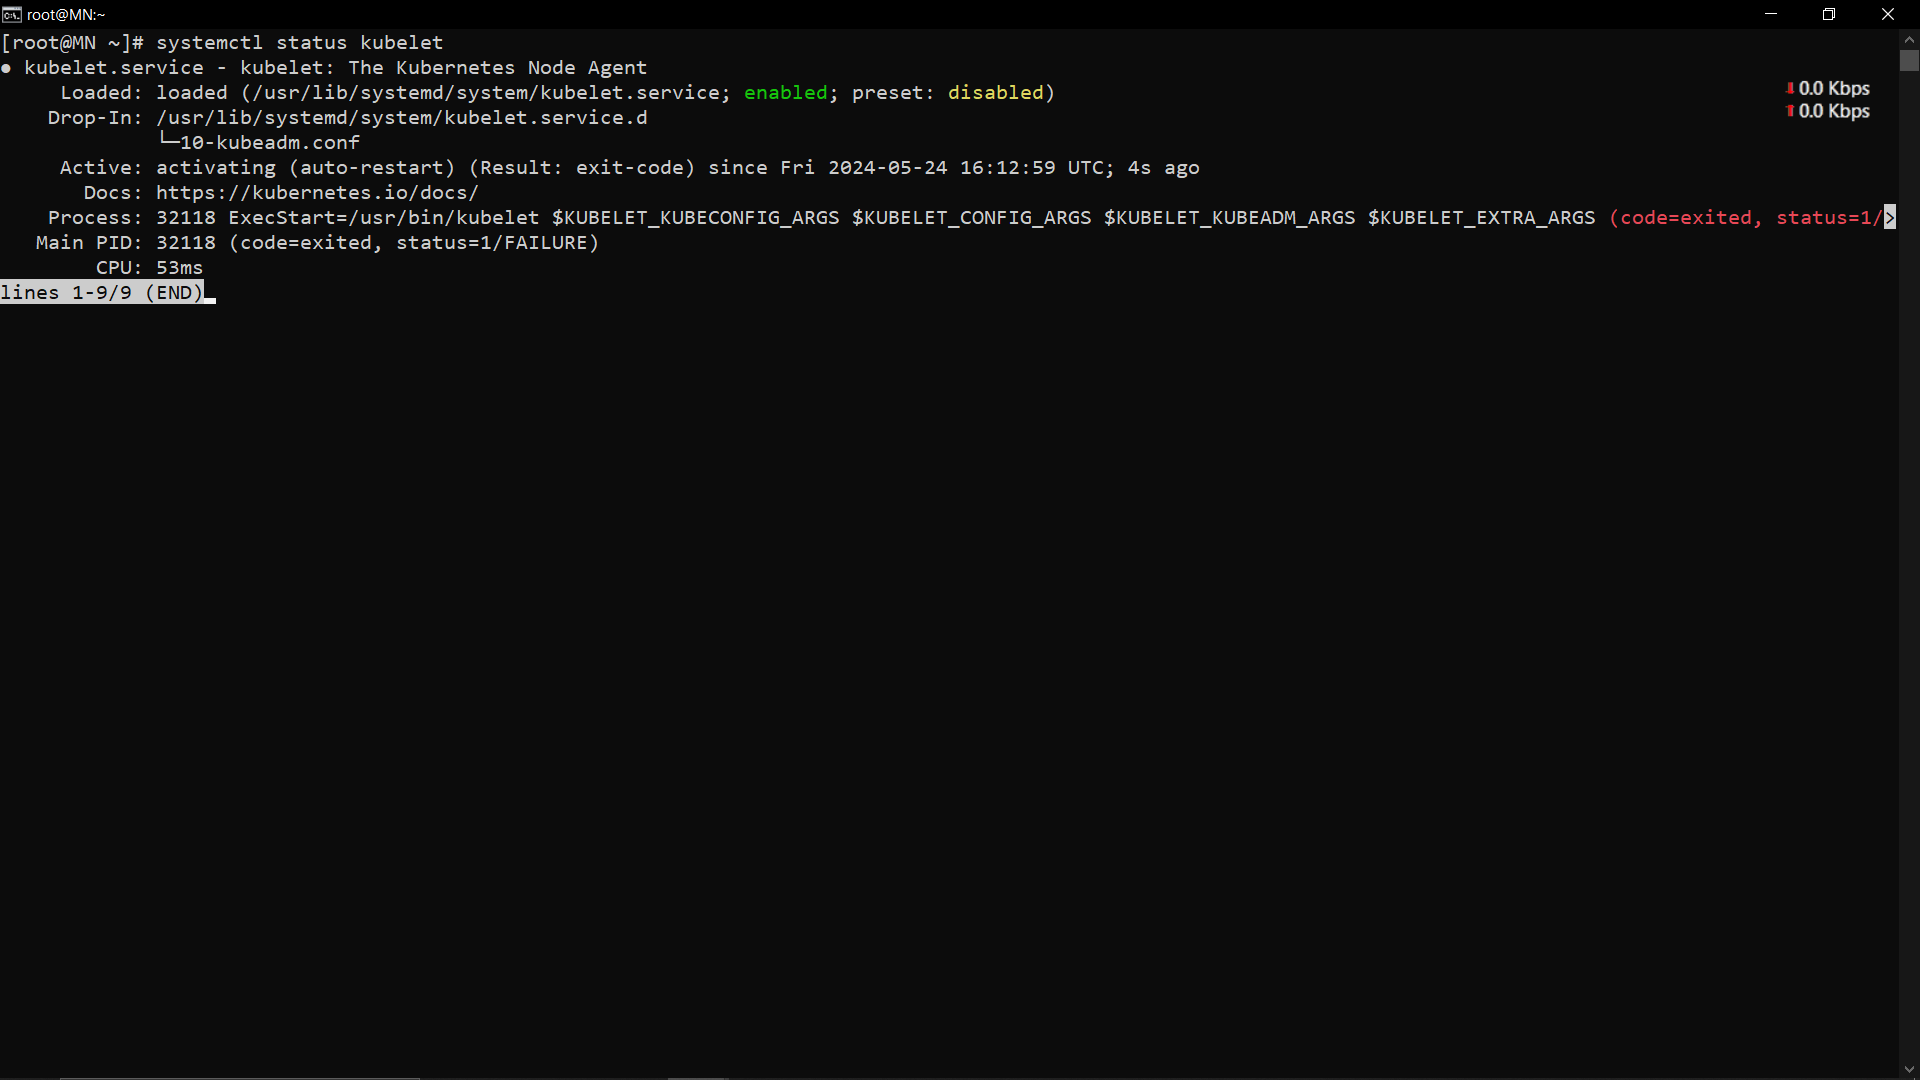 root@MN:~
[root@MN ~]# systemctl status kubelet
● kubelet.service - kubelet: The Kubernetes Node Agent
Loaded: loaded (/usr/lib/systemd/system/kubelet.service; enabled; preset: disabled)
0.0 Kbps
0.0 Kbps
Drop-In: /usr/lib/systemd/system/kubelet.service.d
└─10-kubeadm.conf
Active: activating (auto-restart) (Result: exit-code) since Fri 2024-05-24 16:12:59 UTC; 4s ago
Docs: https://kubernetes.io/docs/
Process: 32118 ExecStart=/usr/bin/kubelet $KUBELET_KUBECONFIG_ARGS $KUBELET_CONFIG_ARGS $KUBELET_KUBEADM_ARGS $KUBELET_EXTRA_ARGS (code=exited, status=1/>
Main PID: 32118 (code=exited, status=1/FAILURE)
CPU: 53ms
lines 1-9/9 (END)